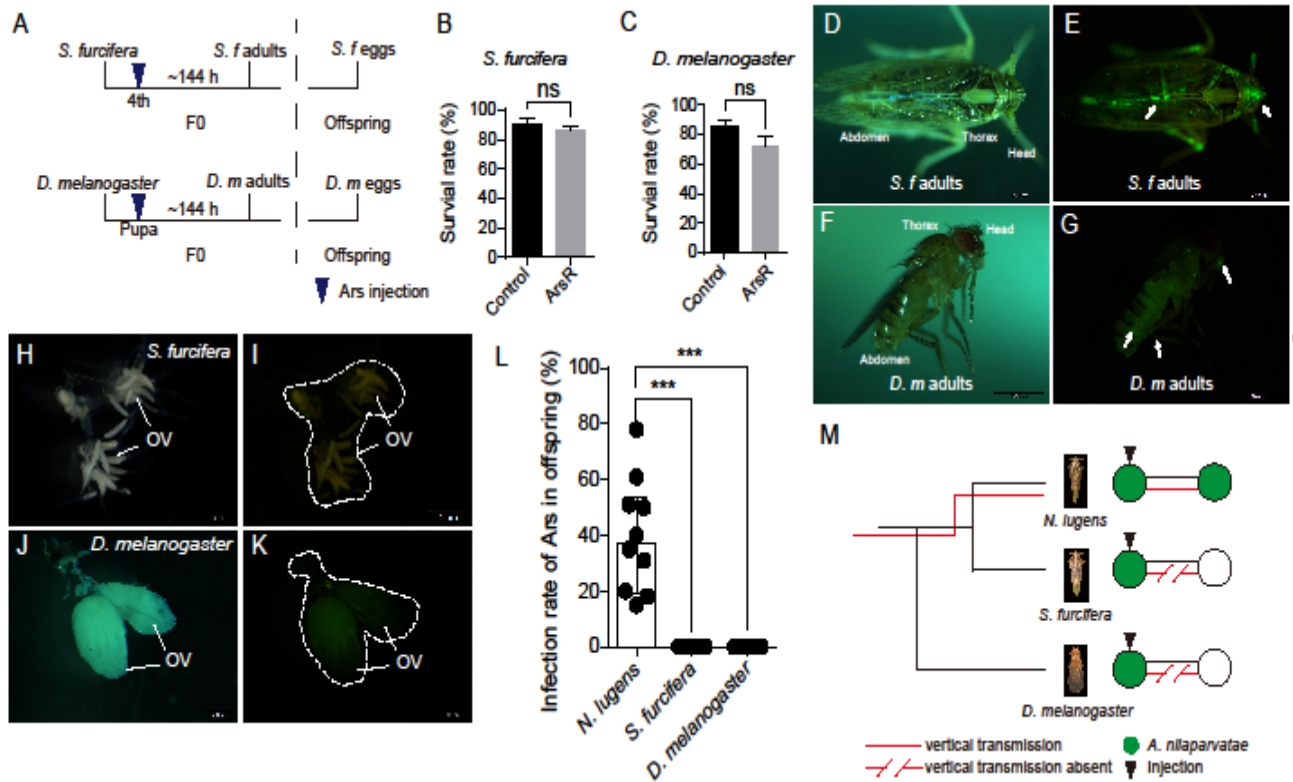 A
S. furcifera
S. f adults
S. f eggs
~144 h
4th
F0
Offspring
D. melanogaster
D. m adults
D. m eggs
~144 h
Pupa
F0
Offspring
Ars injection
B
S. furcifera
ns
Survial rate (%)
100
80
60
40
20
0
Control
ArsR
C
D. melanogaster
ns
Survial rate (%)
100
80
60
40
20
0
Control
ArsR
D
Abdomen
Thorax
Head
S. f adults
E
S. f adults
F
Thorax
Head
Abdomen
D. m adults
G
D. m adults
H
S. furcifera
OV
I
OV
J
D. melanogaster
OV
K
OV
L
Infection rate of Ars in offspring (%)
100
80
60
40
20
0
***
***
N. lugens
S. furcifera
D. melanogaster
M
N. lugens
S. furcifera
D. melanogaster
vertical transmission
A. nilaparvatae
vertical transmission absent
Injection